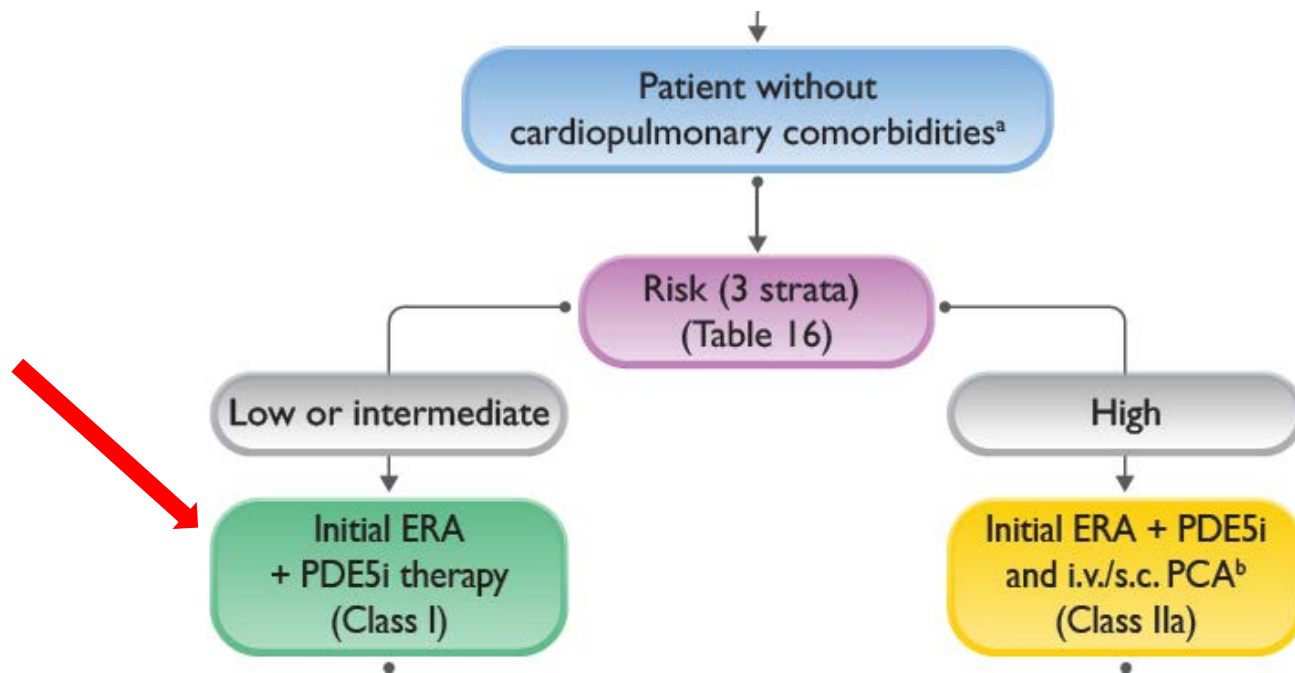 Patient without
cardiopulmonary comorbiditiesᵃ
Risk (3 strata)
(Table 16)
Low or intermediate
High
Initial ERA
+ PDE5i therapy
(Class I)
Initial ERA + PDE5i
and i.v./s.c. PCAᵇ
(Class IIa)